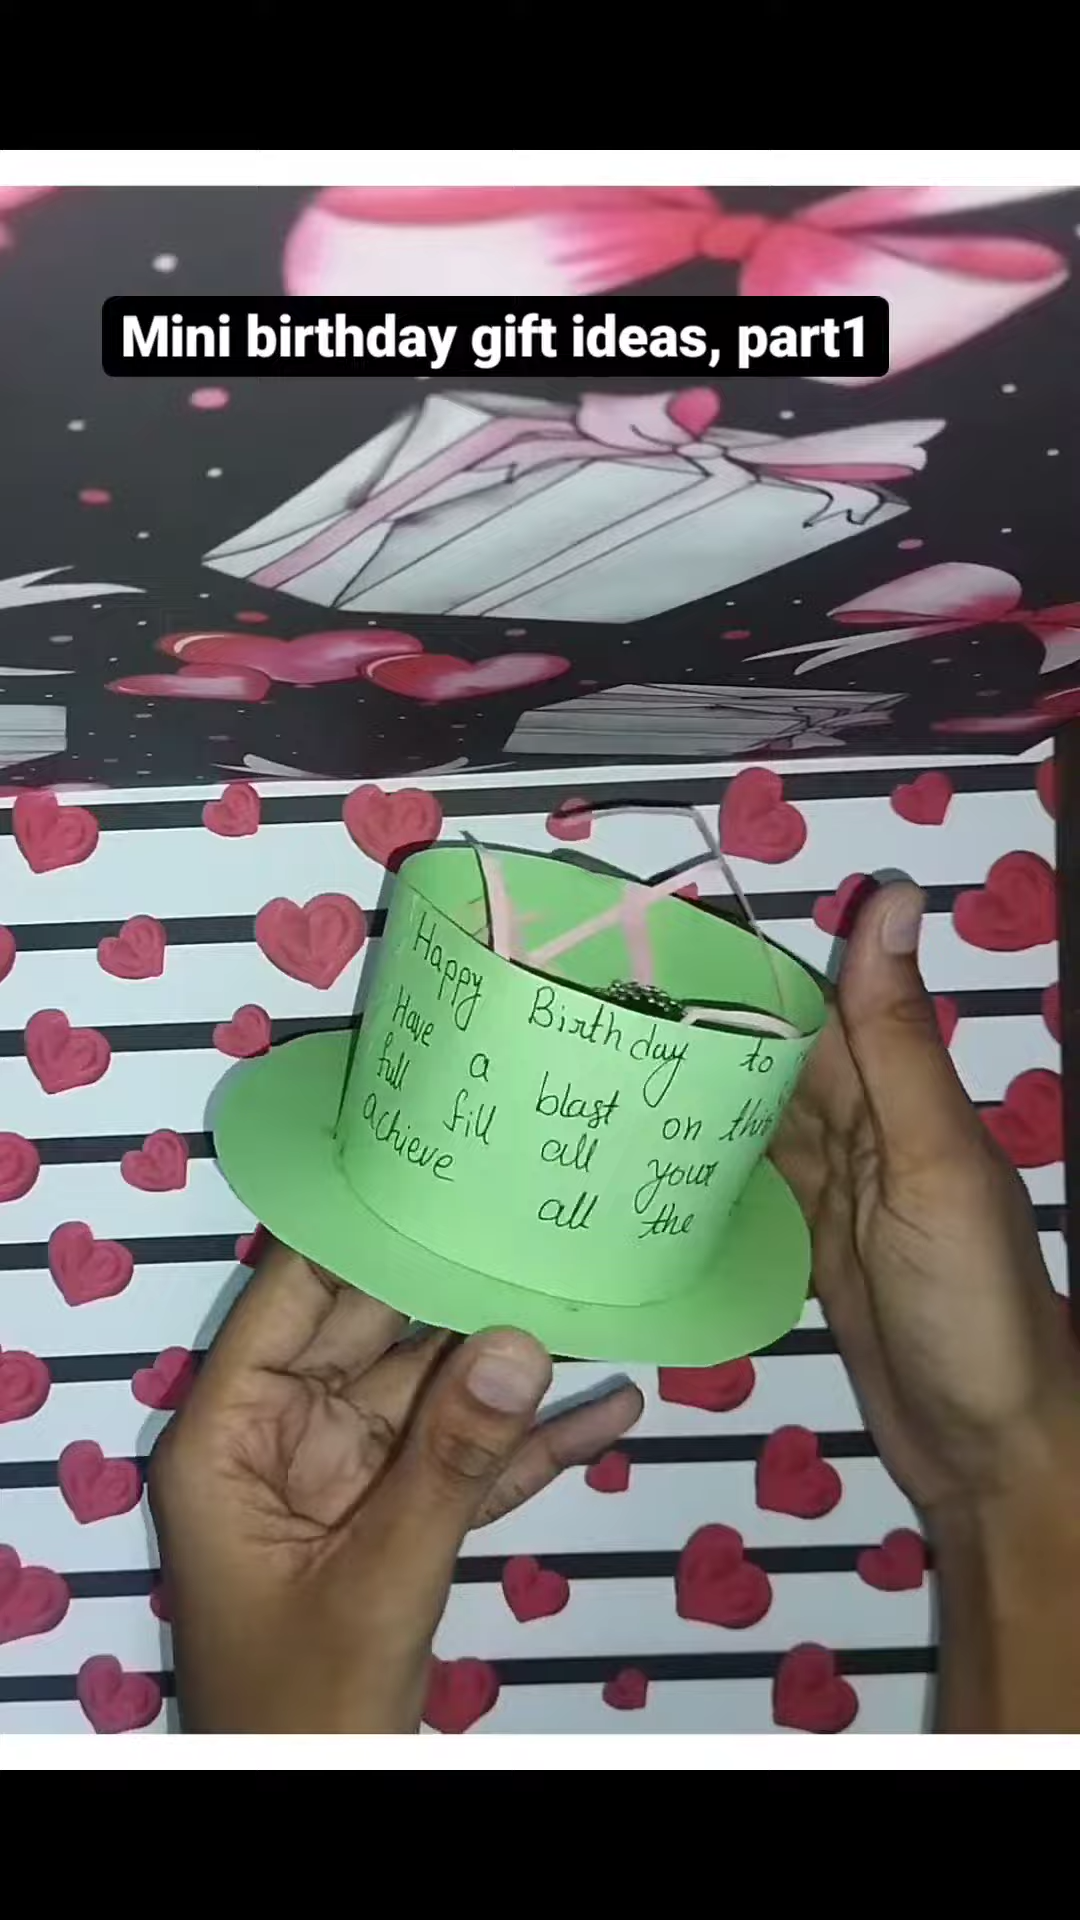 Mini birthday gift ideas, part1
Happy Birthday to
Have a blast on this
full fill all your
achieve all the